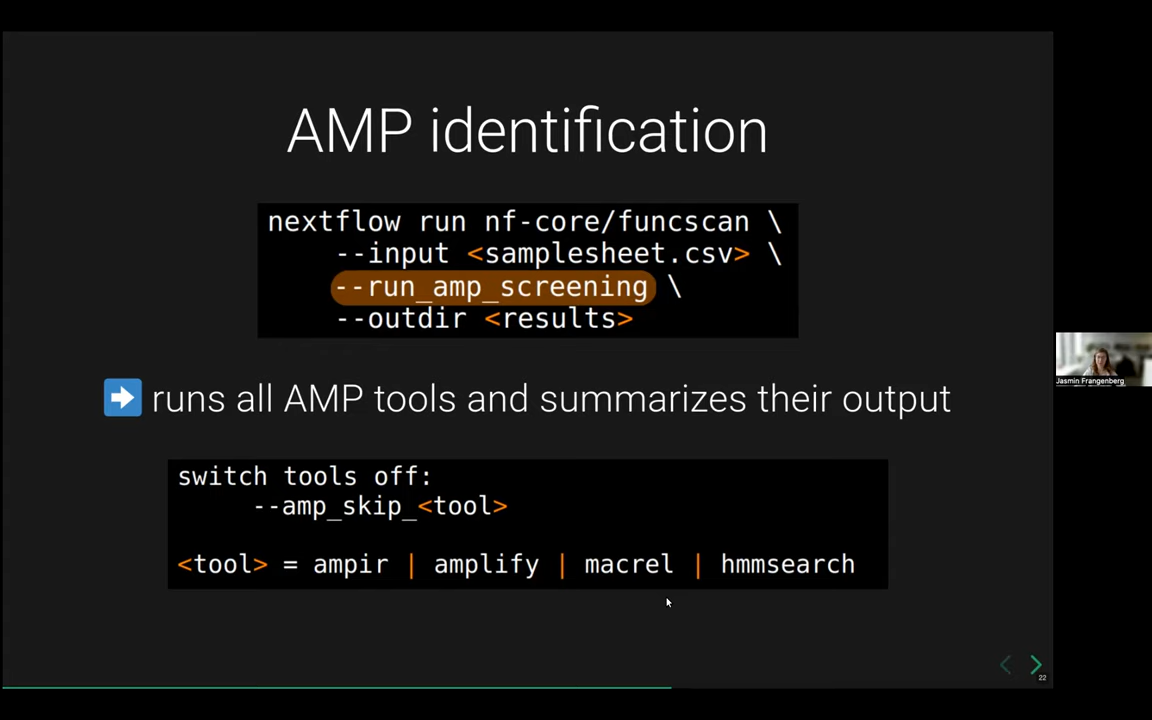 AMP identification
nextflow run nf-core/funcscan \
--input <samplesheet.csv> \
--run_amp_screening \
--outdir <results>
runs all AMP tools and summarizes their output
switch tools off:
--amp_skip_<tool>
<tool> = ampir | amplify | macrel | hmmsearch
Jasmin Frangenberg
22